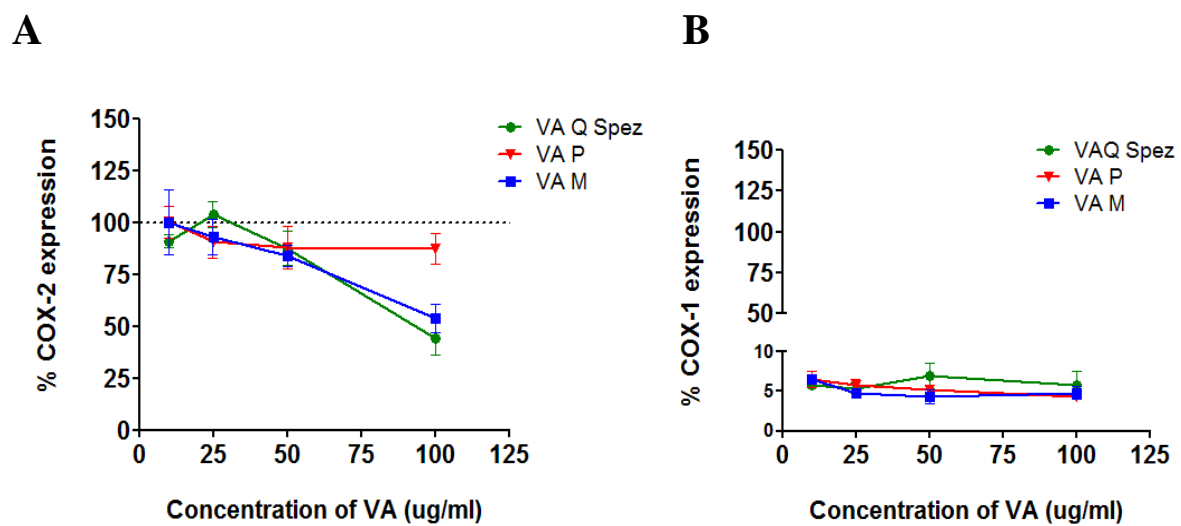 A
150
125
100
75
50
25
0
0 25 50 75 100 125
% COX-2 expression
Concentration of VA (ug/ml)
VA Q Spez
VA P
VA M
B
150
125
100
75
50
10
5
0
0 25 50 75 100 125
% COX-1 expression
Concentration of VA (ug/ml)
VAQ Spez
VA P
VA M